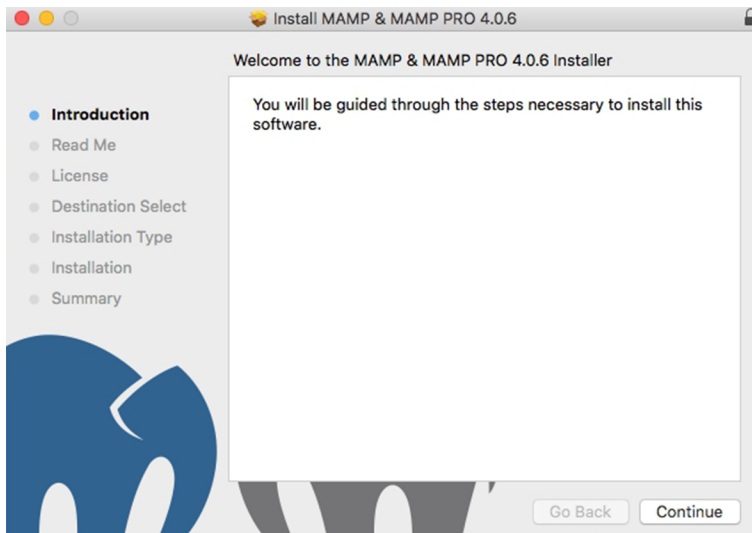 Install MAMP & MAMP PRO 4.0.6
Welcome to the MAMP & MAMP PRO 4.0.6 Installer
Introduction
Read Me
License
Destination Select
Installation Type
Installation
Summary
You will be guided through the steps necessary to install this
software.
Go Back
Continue